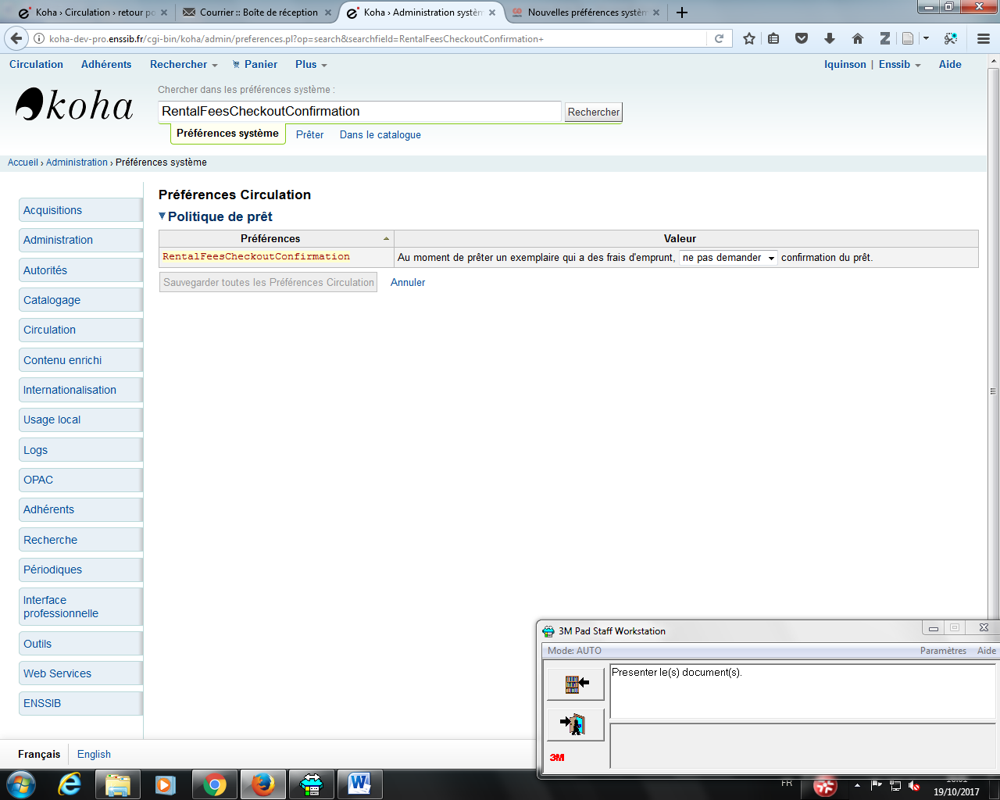 Koha › Circulation › retour po
Courrier :: Boîte de réception
Koha › Administration systèm
Nouvelles préférences systèm
koha-dev-pro.enssib.fr/cgi-bin/koha/admin/preferences.pl?op=search&searchfield=RentalFeesCheckoutConfirmation+
Circulation Adhérents Rechercher Panier Plus
lquinson | Enssib Aide
koha
Chercher dans les préférences système :
RentalFeesCheckoutConfirmation
Rechercher
Préférences système Prêter Dans le catalogue
Accueil › Administration › Préférences système
Acquisitions
Administration
Autorités
Catalogage
Circulation
Contenu enrichi
Internationalisation
Usage local
Logs
OPAC
Adhérents
Recherche
Périodiques
Interface
professionnelle
Outils
Web Services
ENSSIB
Préférences Circulation
Politique de prêt
Préférences Valeur
RentalFeesCheckoutConfirmation Au moment de prêter un exemplaire qui a des frais d'emprunt, ne pas demander confirmation du prêt.
Sauvegarder toutes les Préférences Circulation Annuler
3M Pad Staff Workstation
Mode: AUTO Paramètres Aide
Presenter le(s) document(s).
3M
Français English
FR
19/10/2017